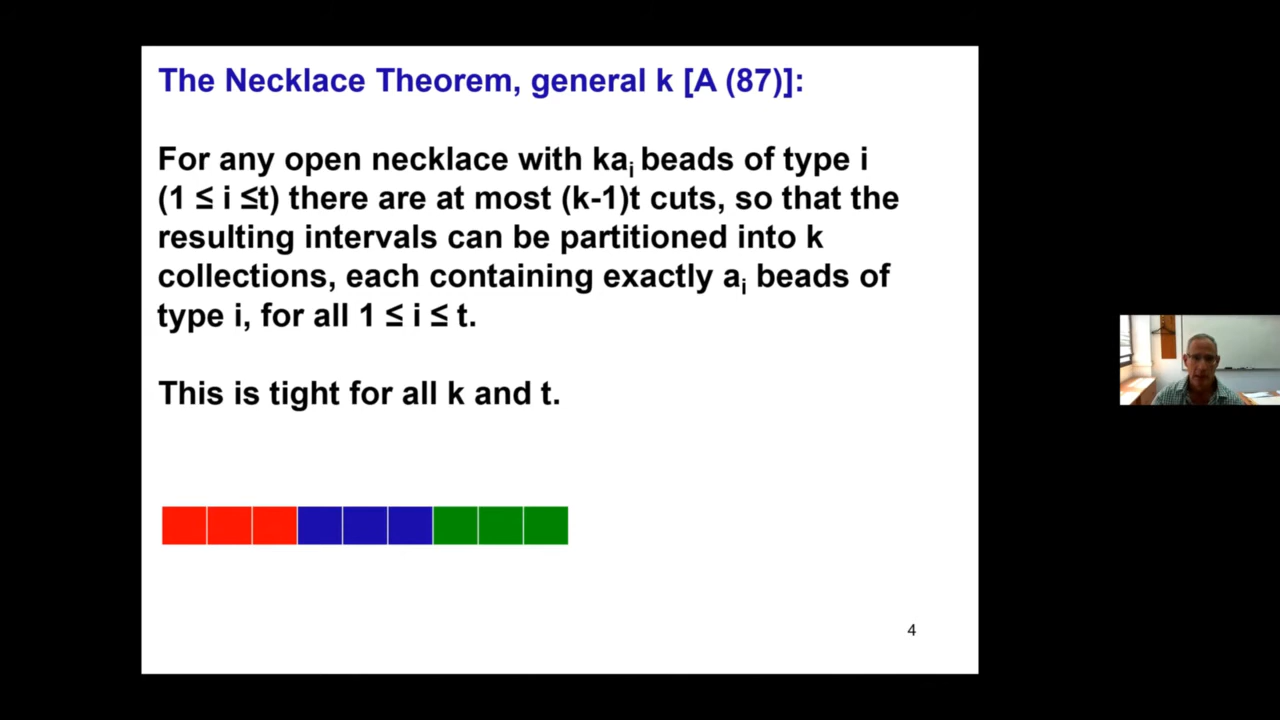 The Necklace Theorem, general k [A (87)]:
For any open necklace with kaᵢ beads of type i
(1 ≤ i ≤t) there are at most (k-1)t cuts, so that the
resulting intervals can be partitioned into k
collections, each containing exactly aᵢ beads of
type i, for all 1 ≤ i ≤ t.
This is tight for all k and t.
4